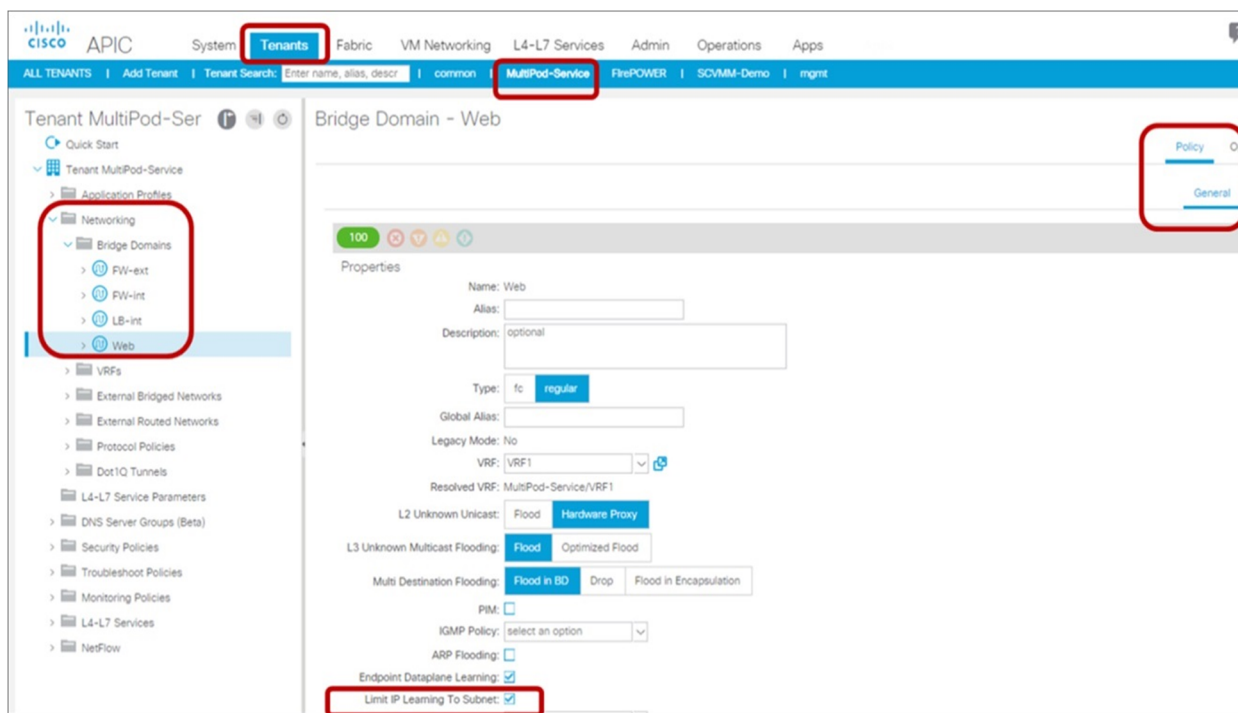 CISCO APIC System Tenants Fabric VM Networking L4-L7 Services Admin Operations Apps
ALL TENANTS | Add Tenant | Tenant Search: Enter name, alias, descr | common | MultiPod-Service FirePOWER | SCVMM-Demo | mgmt
Tenant MultiPod-Ser
Quick Start
Tenant MultiPod-Service
Application Profiles
Networking
Bridge Domains
FW-ext
FW-int
LB-int
Web
VRFs
External Bridged Networks
External Routed Networks
Protocol Policies
Dot1Q Tunnels
L4-L7 Service Parameters
DNS Server Groups (Beta)
Security Policies
Troubleshoot Policies
Monitoring Policies
L4-L7 Services
NetFlow
Bridge Domain - Web
Policy O
General
100
Properties
Name: Web
Alias:
Description: optional
Type: fc regular
Global Alias:
Legacy Mode: No
VRF: VRF1
Resolved VRF: MultiPod-Service/VRF1
L2 Unknown Unicast: Flood Hardware Proxy
L3 Unknown Multicast Flooding: Flood Optimized Flood
Multi Destination Flooding: Flood in BD Drop Flood in Encapsulation
PIM:
IGMP Policy: select an option
ARP Flooding:
Endpoint Dataplane Learning:
Limit IP Learning To Subnet: